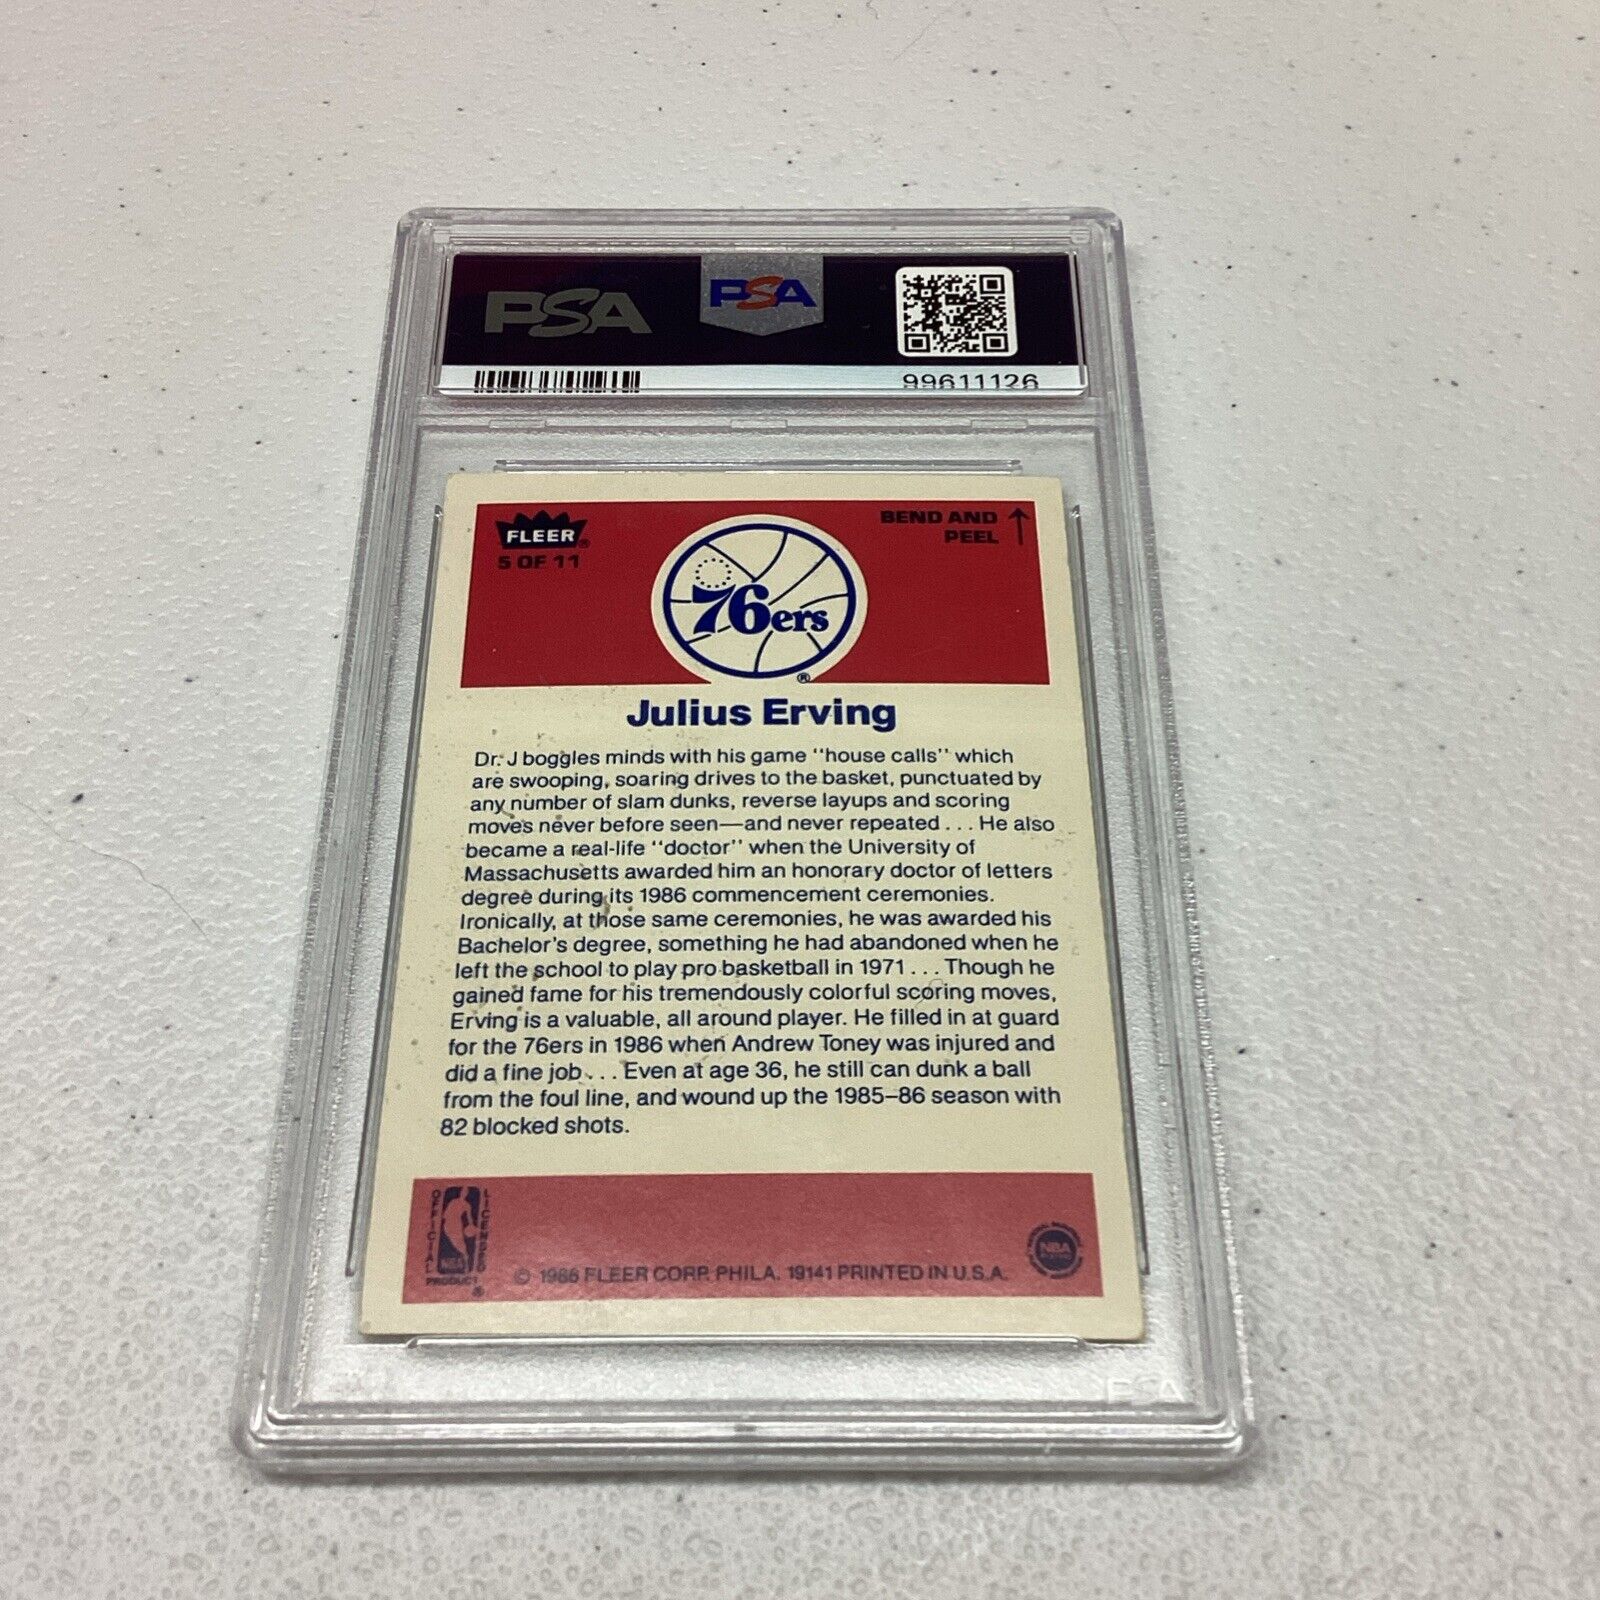 PSA
PSA
99611126
FLEER®
5 OF 11
BEND AND
PEEL
76ers
®
Julius Erving
Dr. J boggles minds with his game "house calls" which
are swooping, soaring drives to the basket, punctuated by
any number of slam dunks, reverse layups and scoring
moves never before seen—and never repeated . . . He also
became a real-life "doctor" when the University of
Massachusetts awarded him an honorary doctor of letters
degree during its 1986 commencement ceremonies.
Ironically, at those same ceremonies, he was awarded his
Bachelor's degree, something he had abandoned when he
left the school to play pro basketball in 1971 . . . Though he
gained fame for his tremendously colorful scoring moves,
Erving is a valuable, all around player. He filled in at guard
for the 76ers in 1986 when Andrew Toney was injured and
did a fine job . . . Even at age 36, he still can dunk a ball
from the foul line, and wound up the 1985–86 season with
82 blocked shots.
OFFICIAL
LICENSED
NBA
PRODUCT
®
© 1986 FLEER CORP. PHILA. 19141 PRINTED IN U.S.A.
NBA
PSA